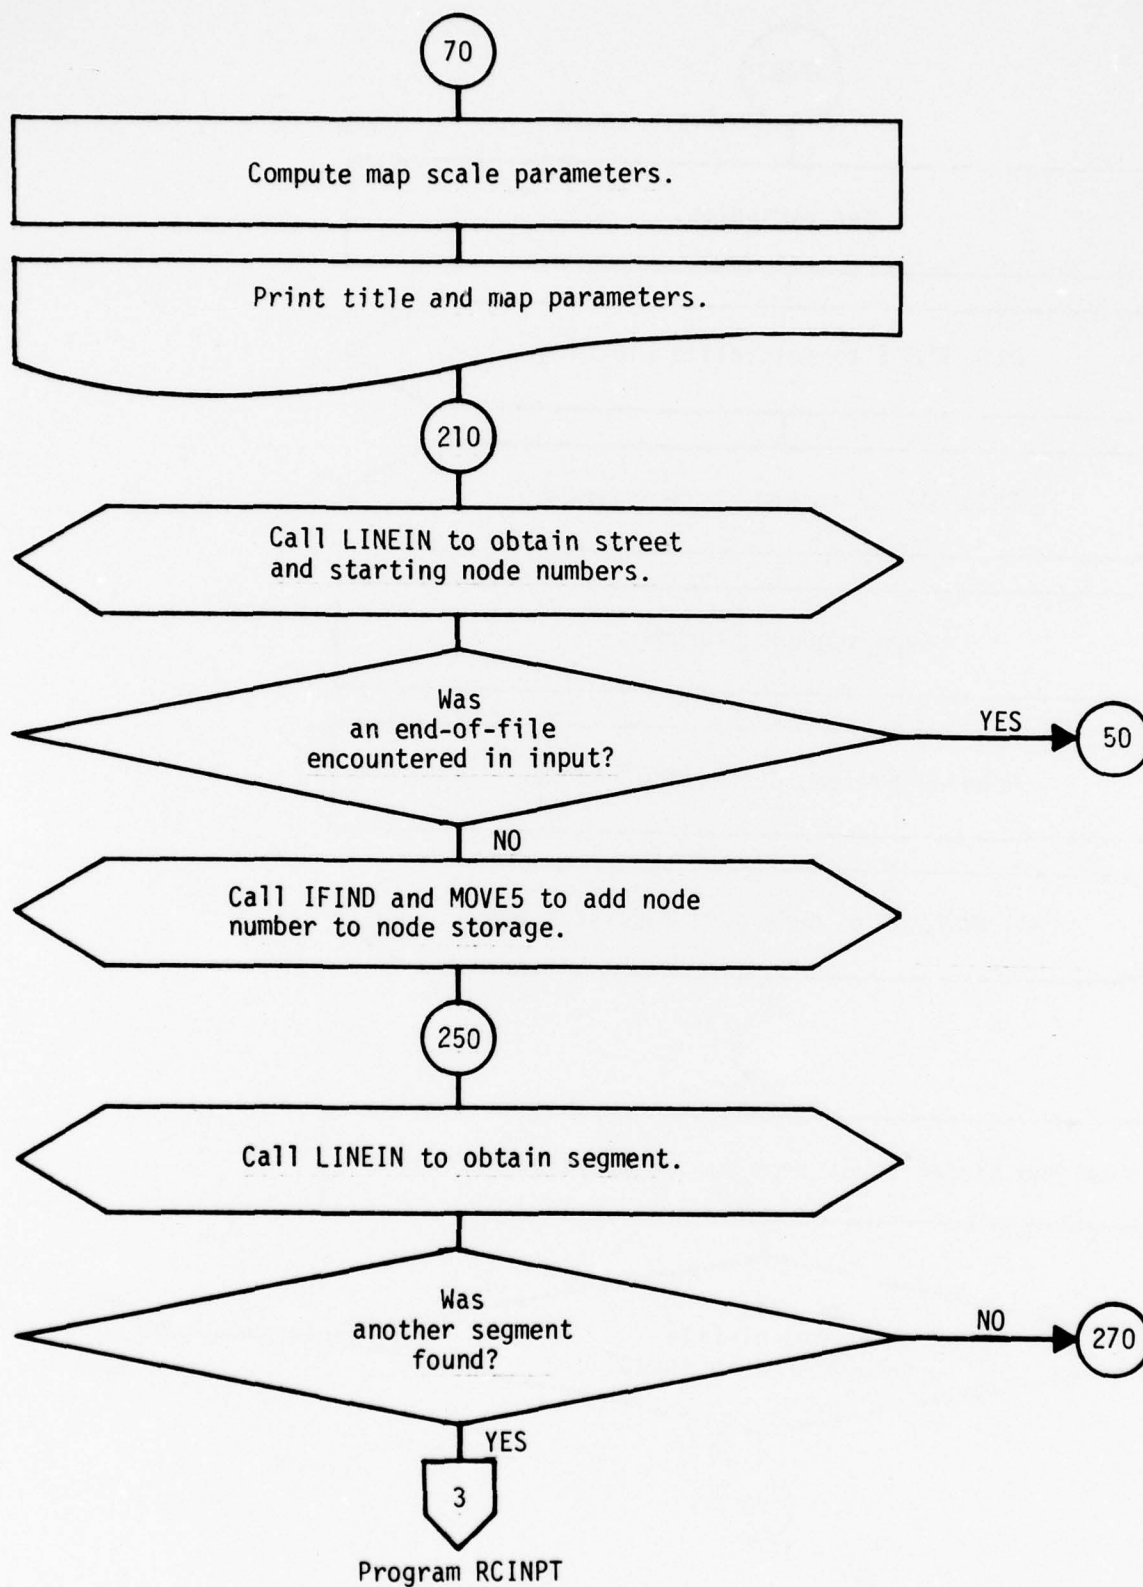 70
Compute map scale parameters.
Print title and map parameters.
210
Call LINEIN to obtain street
and starting node numbers.
Was
an end-of-file
encountered in input?
YES
50
NO
Call IFIND and MOVE5 to add node
number to node storage.
250
Call LINEIN to obtain segment.
Was
another segment
found?
NO
270
YES
3
Program RCINPT